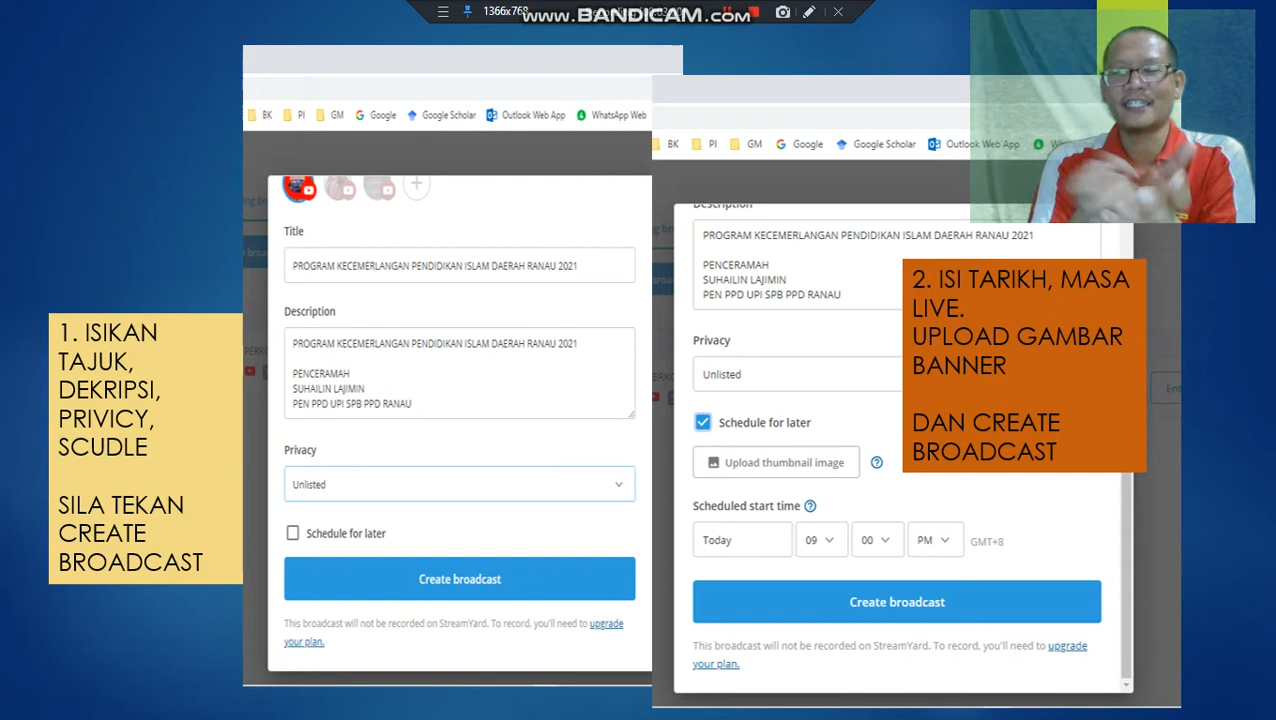 1366x768
WWW.BANDICAM.COM
BK
PI
GM
Google
Google Scholar
Outlook Web App
WhatsApp Web
BK
PI
GM
Google
Google Scholar
Outlook Web App
Title
PROGRAM KECEMERLANGAN PENDIDIKAN ISLAM DAERAH RANAU 2021
Description
PROGRAM KECEMERLANGAN PENDIDIKAN ISLAM DAERAH RANAU 2021
PENCERAMAH
SUHAILIN LAJIMIN
PEN PPD UPI SPB PPD RANAU
Privacy
Unlisted
Schedule for later
Create broadcast
This broadcast will not be recorded on StreamYard. To record, you'll need to upgrade
your plan.
Description
PROGRAM KECEMERLANGAN PENDIDIKAN ISLAM DAERAH RANAU 2021
PENCERAMAH
SUHAILIN LAJIMIN
PEN PPD UPI SPB PPD RANAU
Privacy
Unlisted
Schedule for later
Upload thumbnail image
Scheduled start time
Today
09
00
PM
GMT+8
Create broadcast
This broadcast will not be recorded on StreamYard. To record, you'll need to upgrade
your plan.
1. ISIKAN
TAJUK,
DEKRIPSI,
PRIVICY,
SCUDLE
SILA TEKAN
CREATE
BROADCAST
2. ISI TARIKH, MASA
LIVE.
UPLOAD GAMBAR
BANNER
DAN CREATE
BROADCAST